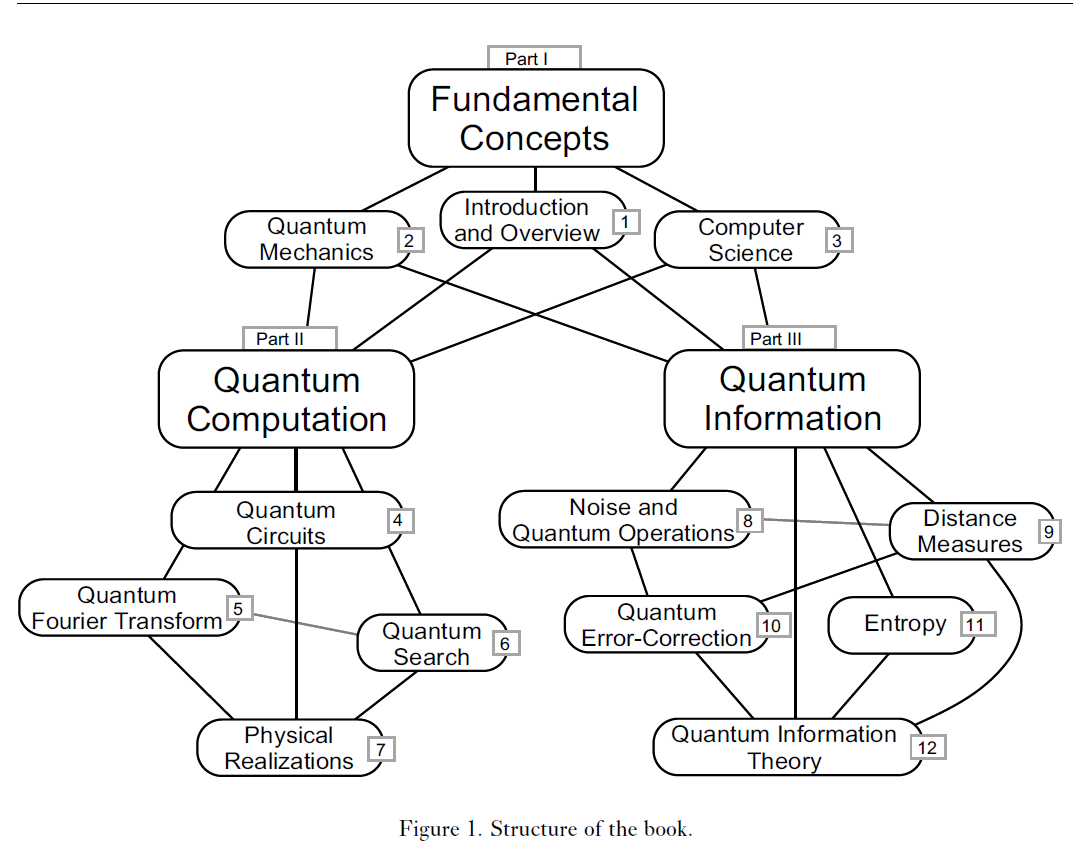 Part I
Fundamental
Concepts
Introduction
and Overview
1
Quantum
Mechanics
2
Computer
Science
3
Part II
Quantum
Computation
Part III
Quantum
Information
Quantum
Circuits
4
Quantum
Fourier Transform
5
Quantum
Search
6
Physical
Realizations
7
Noise and
Quantum Operations
8
Distance
Measures
9
Quantum
Error-Correction
10
Entropy
11
Quantum Information
Theory
12
Figure 1. Structure of the book.